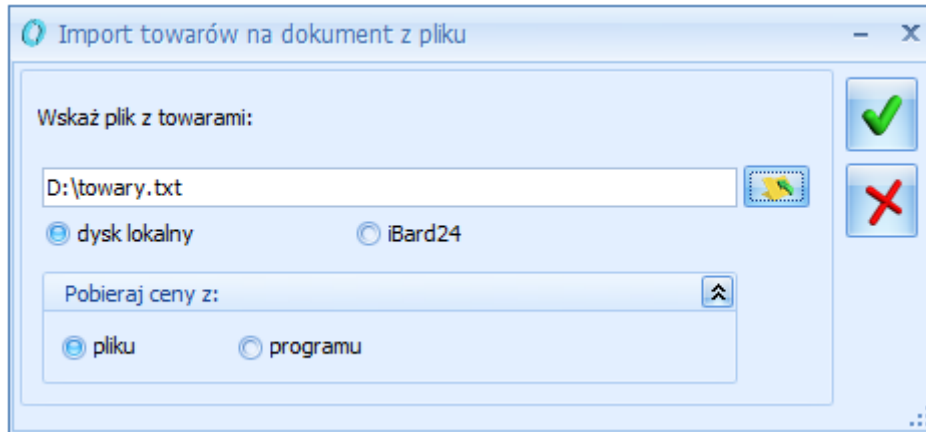 Import towarów na dokument z pliku
Wskaż plik z towarami:
D:\towary.txt
dysk lokalny iBard24
Pobieraj ceny z:
pliku programu